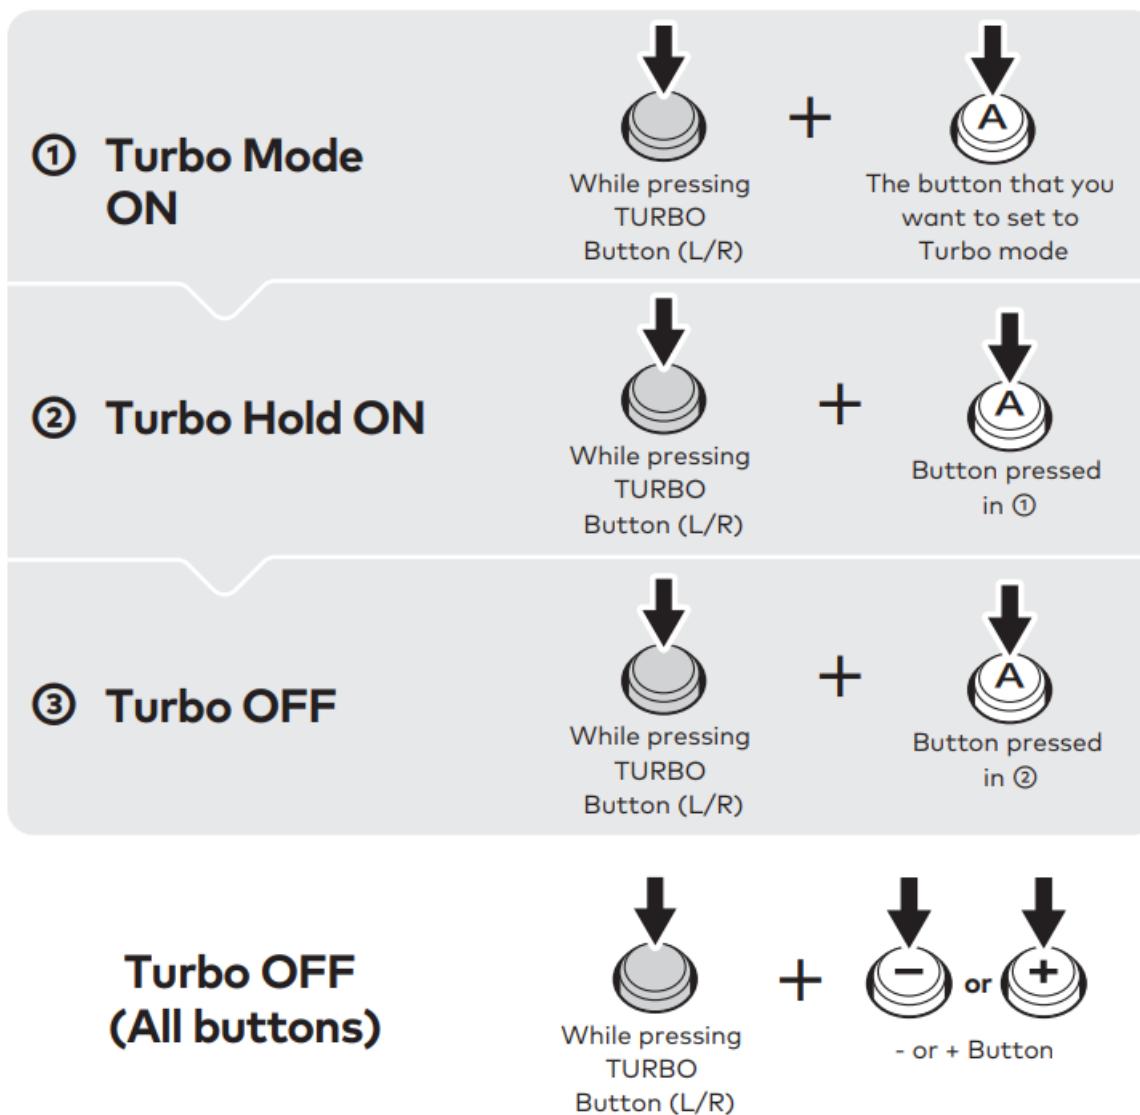 ① Turbo Mode
ON
While pressing
TURBO
Button (L/R)
+
A
The button that you
want to set to
Turbo mode
② Turbo Hold ON
While pressing
TURBO
Button (L/R)
+
A
Button pressed
in ①
③ Turbo OFF
While pressing
TURBO
Button (L/R)
+
A
Button pressed
in ②
Turbo OFF
(All buttons)
While pressing
TURBO
Button (L/R)
+
− or +
- or + Button